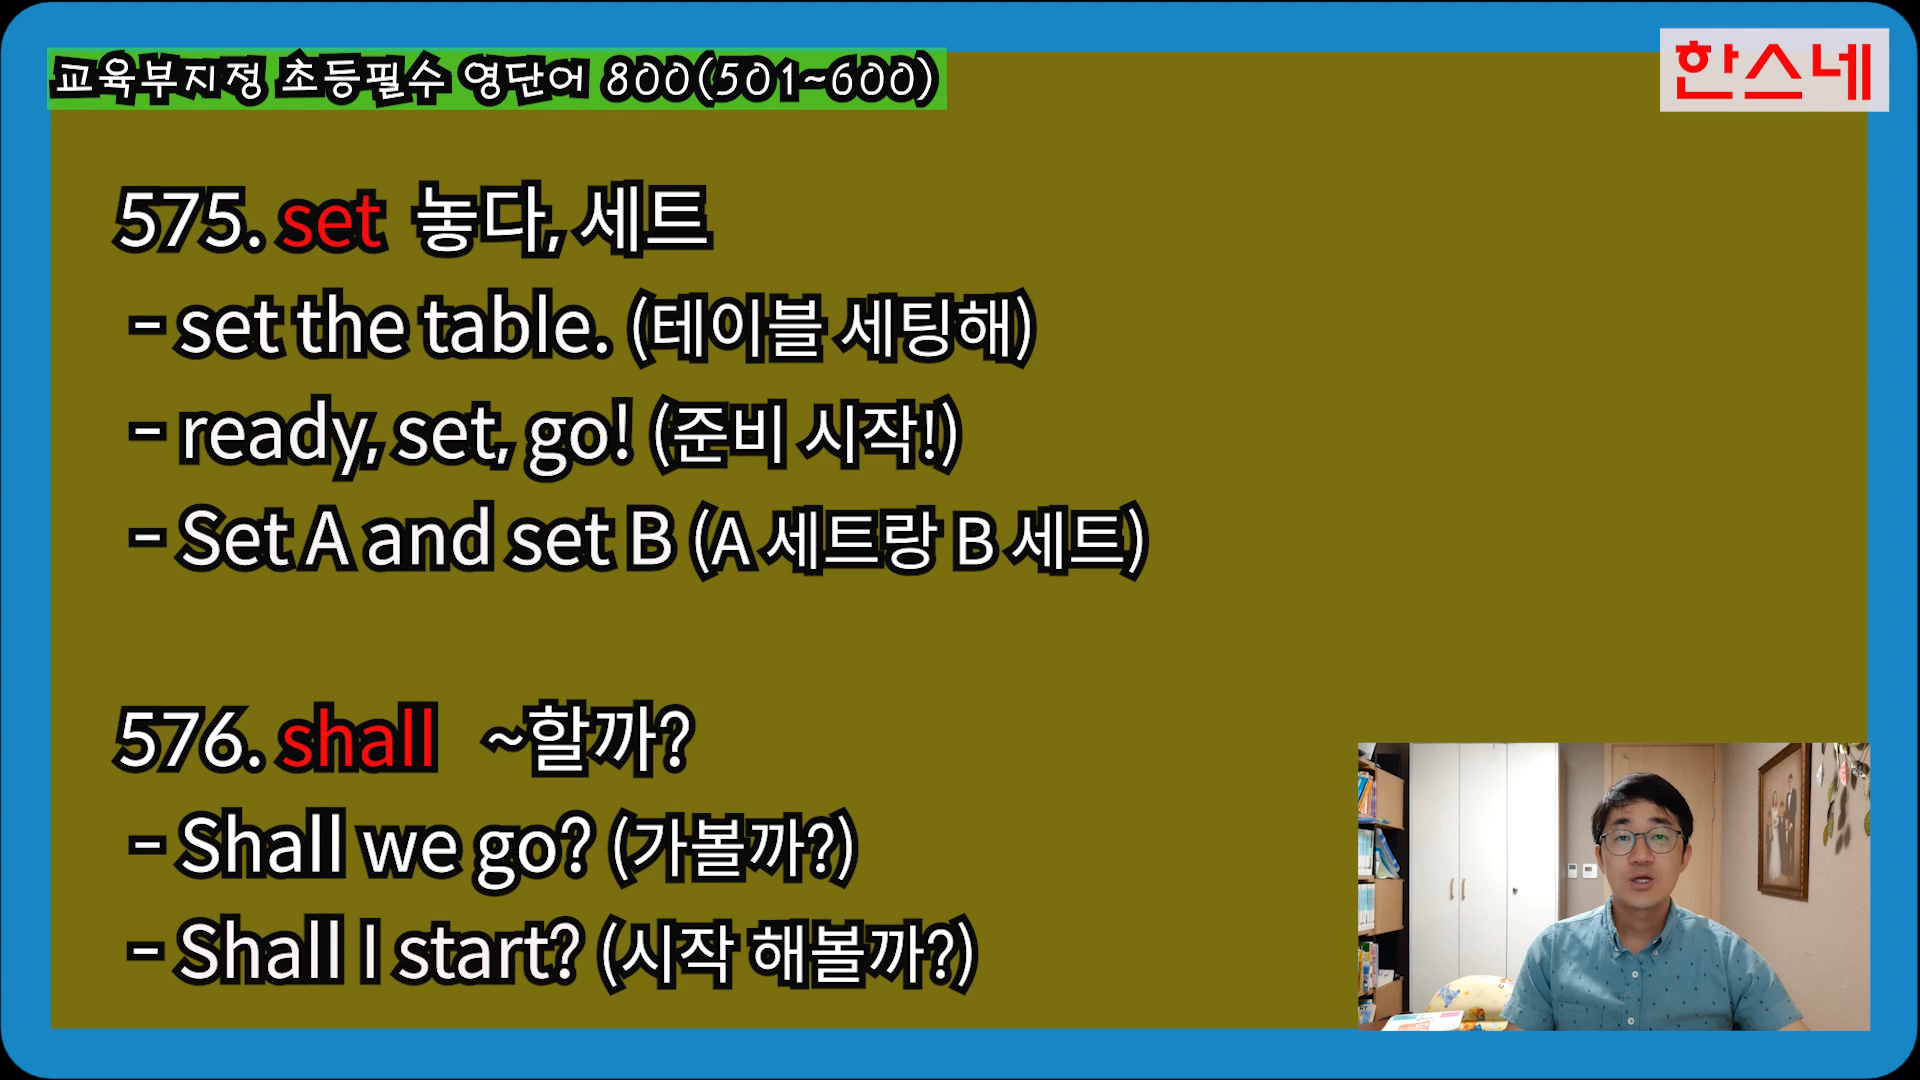 교육부지정 초등필수 영단어 800(501~600)
한스네
575. set 놓다, 세트
- set the table. (테이블 세팅해)
- ready, set, go! (준비 시작!)
- Set A and set B (A 세트랑 B 세트)
576. shall ~할까?
- Shall we go? (가볼까?)
- Shall I start? (시작 해볼까?)